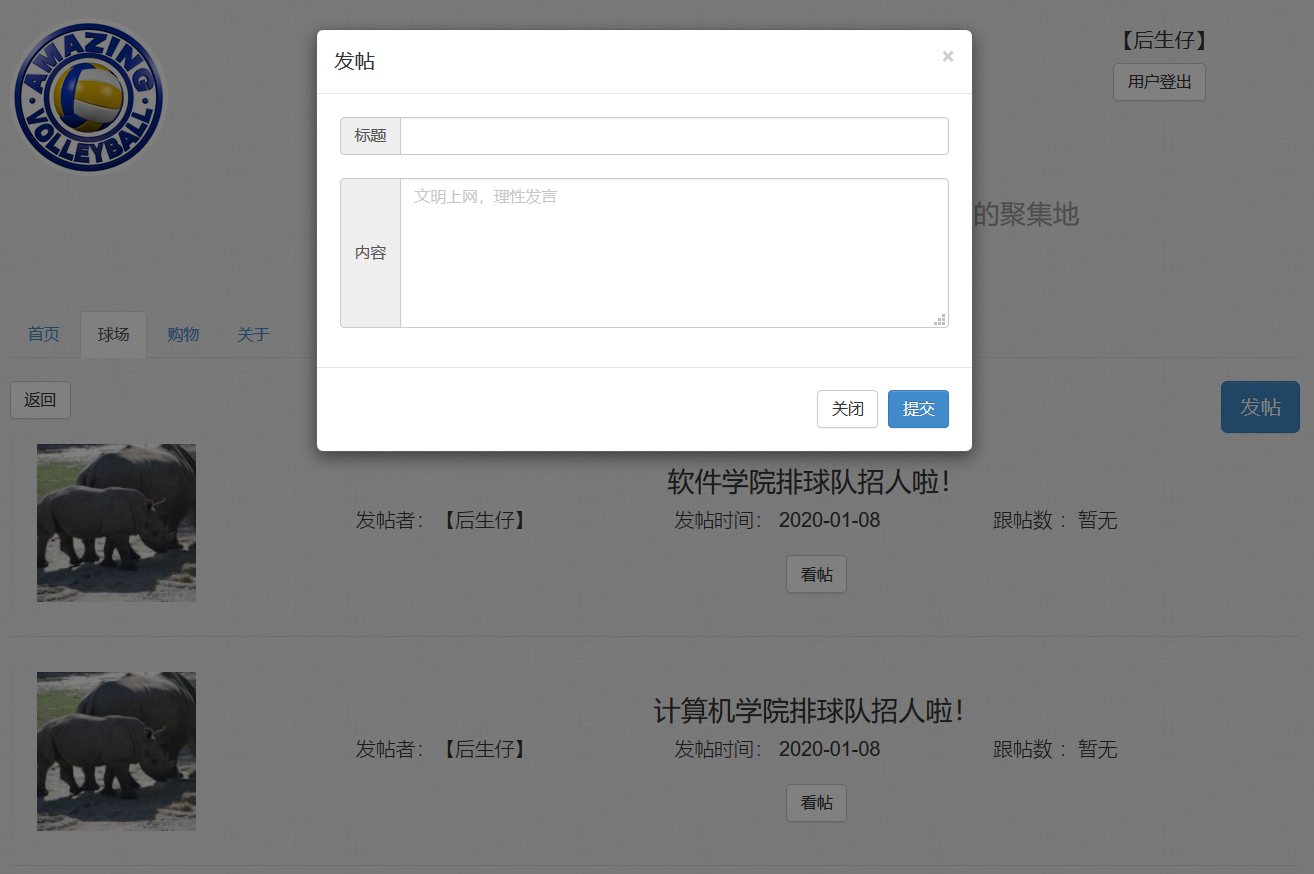 AMAZING
VOLLEYBALL
【后生仔】
用户登出
发帖
×
标题
内容
文明上网，理性发言
关闭
提交
的聚集地
首页
球场
购物
关于
返回
发帖
软件学院排球队招人啦！
发帖者：【后生仔】 发帖时间： 2020-01-08 跟帖数 ：暂无
看帖
计算机学院排球队招人啦！
发帖者：【后生仔】 发帖时间： 2020-01-08 跟帖数 ：暂无
看帖